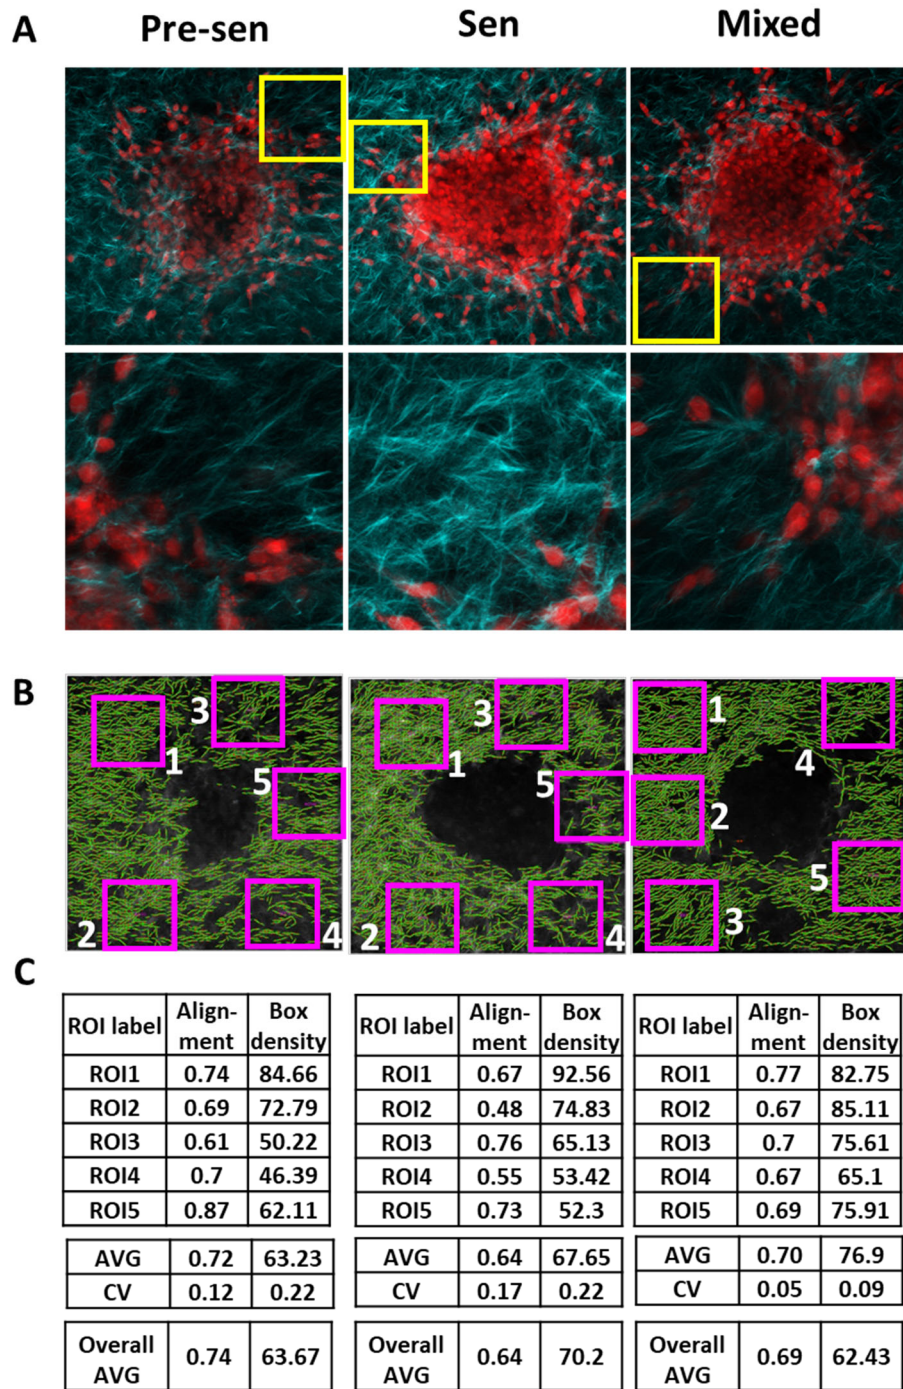 A
Pre-sen Sen Mixed
B
3 1 5 2 4
3 1 5 2 4
1 4 2 5 3
C
ROI label Align-ment Box density
ROI1 0.74 84.66
ROI2 0.69 72.79
ROI3 0.61 50.22
ROI4 0.7 46.39
ROI5 0.87 62.11
AVG 0.72 63.23
CV 0.12 0.22
Overall AVG 0.74 63.67
ROI label Align-ment Box density
ROI1 0.67 92.56
ROI2 0.48 74.83
ROI3 0.76 65.13
ROI4 0.55 53.42
ROI5 0.73 52.3
AVG 0.64 67.65
CV 0.17 0.22
Overall AVG 0.64 70.2
ROI label Align-ment Box density
ROI1 0.77 82.75
ROI2 0.67 85.11
ROI3 0.7 75.61
ROI4 0.67 65.1
ROI5 0.69 75.91
AVG 0.70 76.9
CV 0.05 0.09
Overall AVG 0.69 62.43